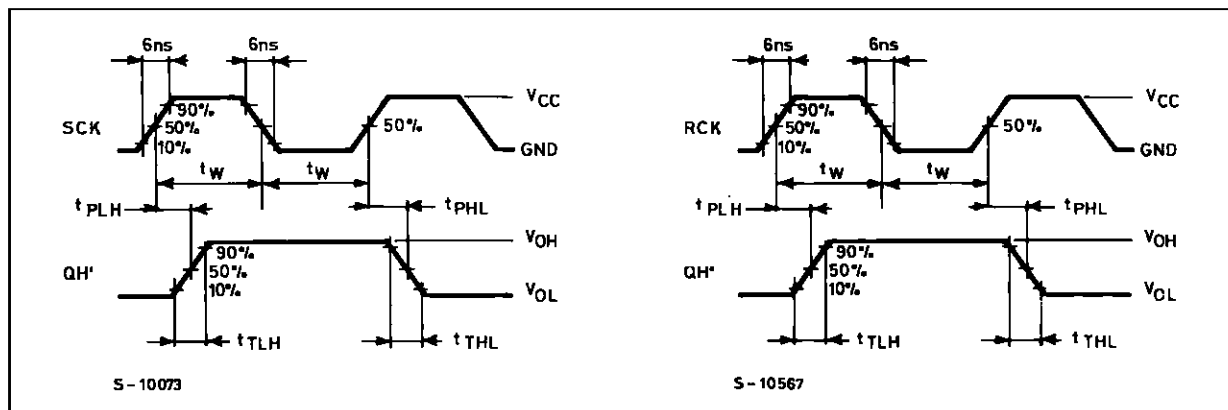 6ns 6ns
90%
SCK 50% 50% VCC
10% GND
tW tW
tPLH tPHL
VOH
90%
QH' 50%
10% VOL
tTLH tTHL
S-10073
6ns 6ns
90%
RCK 50% 50% VCC
10% GND
tW tW
tPLH tPHL
VOH
90%
QH' 50%
10% VOL
tTLH tTHL
S-10567